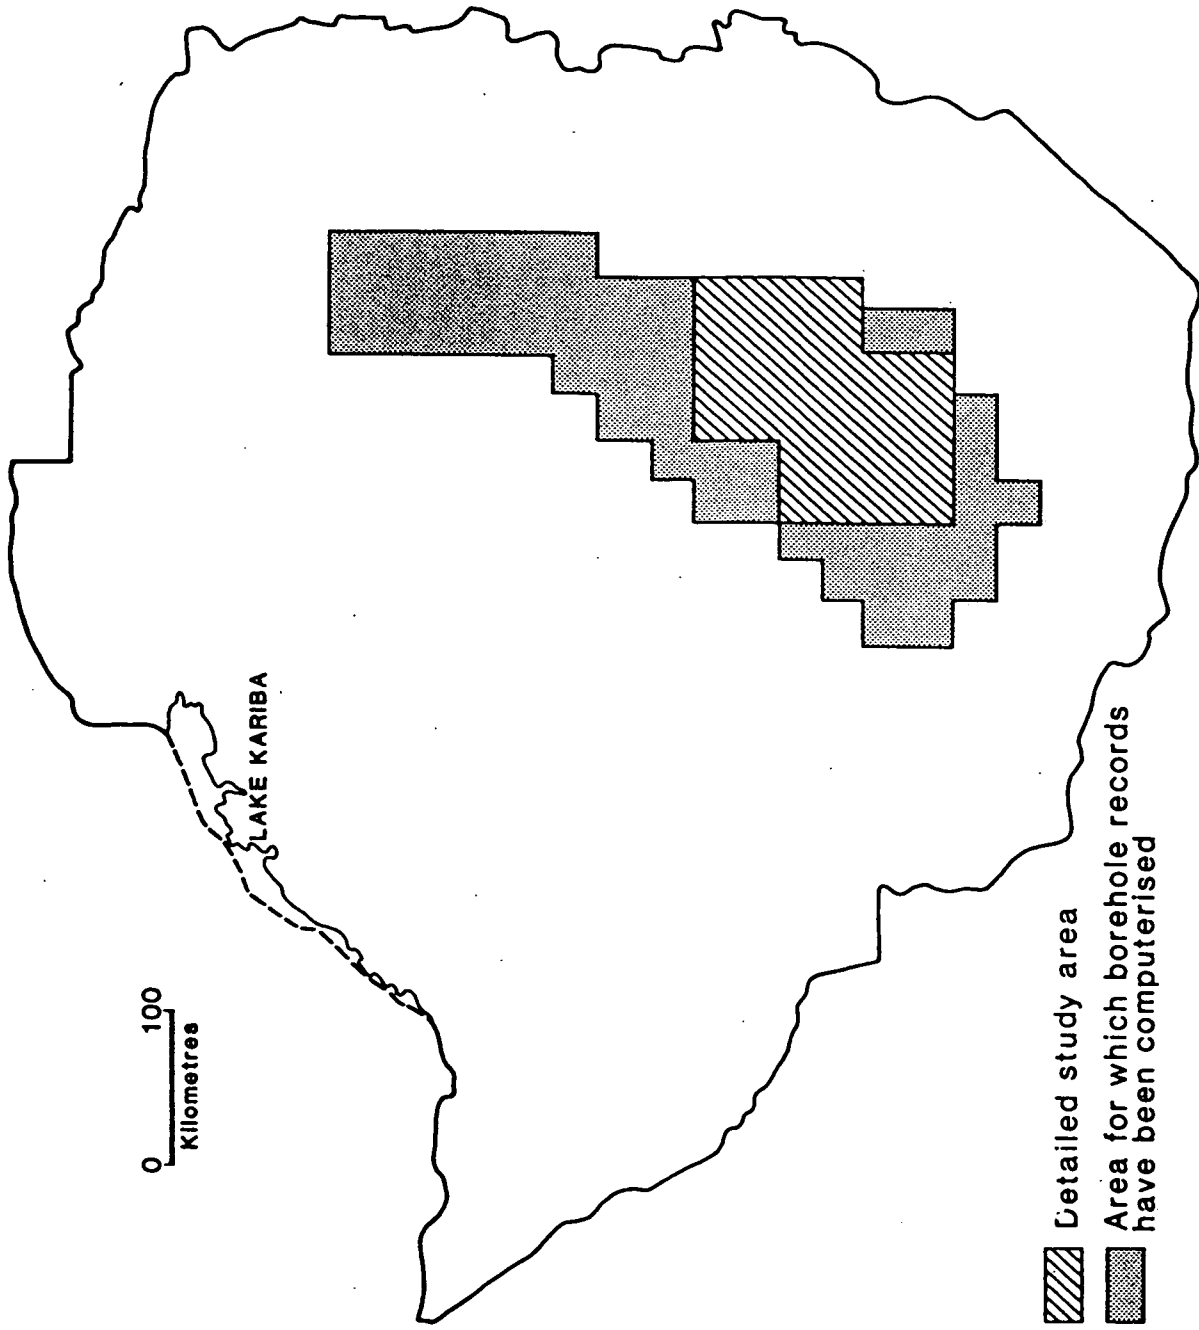 0 100
Kilometres
LAKE KARIBA
Detailed study area
Area for which borehole records
have been computerised